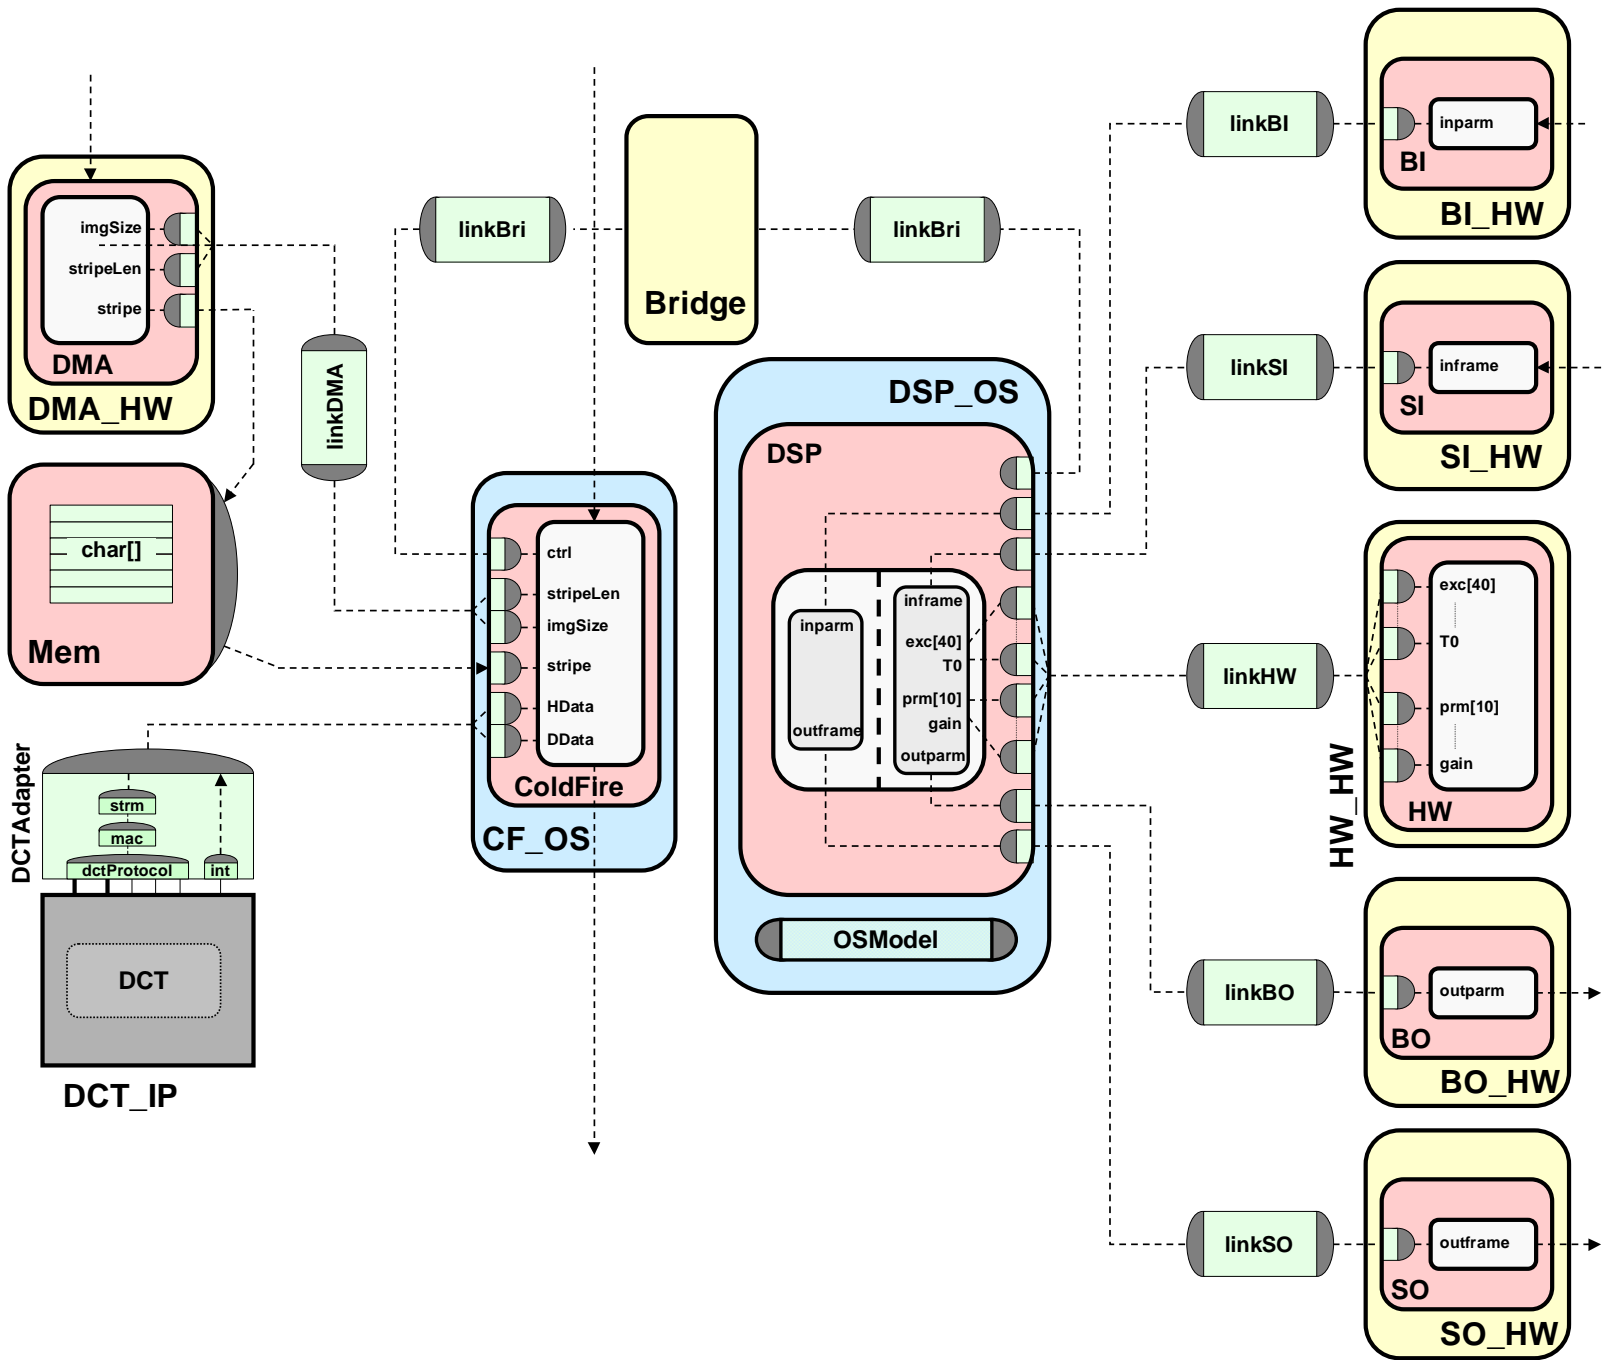 imgSize
stripeLen
stripe
DMA
DMA_HW
linkDMA
char[]
Mem
DCTAdapter
strm
mac
dctProtocol
int
DCT
DCT_IP
linkBri
Bridge
linkBri
ctrl
stripeLen
imgSize
stripe
HData
DData
ColdFire
CF_OS
DSP_OS
DSP
inparm
outframe
inframe
exc[40]
T0
prm[10]
gain
outparm
OSModel
linkBI
inparm
BI
BI_HW
linkSI
inframe
SI
SI_HW
linkHW
exc[40]
T0
prm[10]
gain
HW
HW_HW
linkBO
outparm
BO
BO_HW
linkSO
outframe
SO
SO_HW